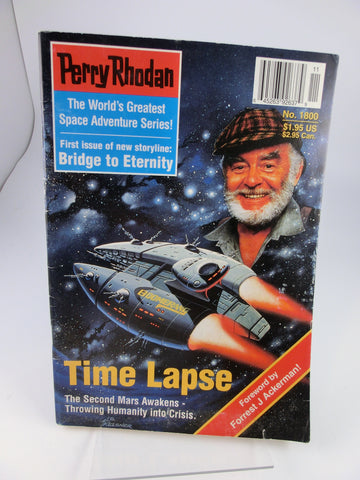 Perry Rhodan
The World's Greatest
Space Adventure Series!
First issue of new storyline:
Bridge to Eternity
11
No. 1800
$1.95 US
$2.95 Can.
Time Lapse
The Second Mars Awakens -
Throwing Humanity into Crisis.
Foreword by
Forrest J Ackerman!